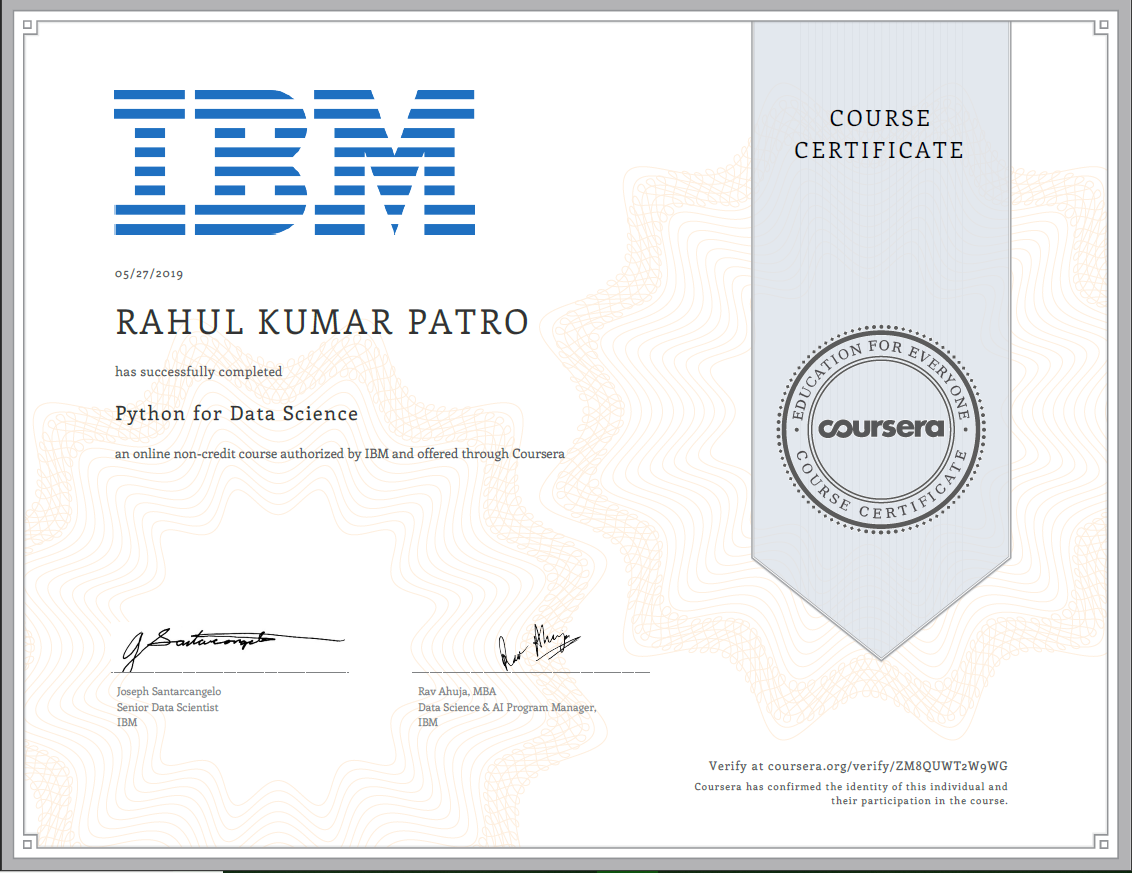 IBM
COURSE
CERTIFICATE
05/27/2019
RAHUL KUMAR PATRO
has successfully completed
Python for Data Science
an online non-credit course authorized by IBM and offered through Coursera
EDUCATION FOR EVERYONE
coursera
COURSE CERTIFICATE
J Santarcangelo
Rav Ahuja
Joseph Santarcangelo
Senior Data Scientist
IBM
Rav Ahuja, MBA
Data Science & AI Program Manager,
IBM
Verify at coursera.org/verify/ZM8QUWT2W9WG
Coursera has confirmed the identity of this individual and
their participation in the course.